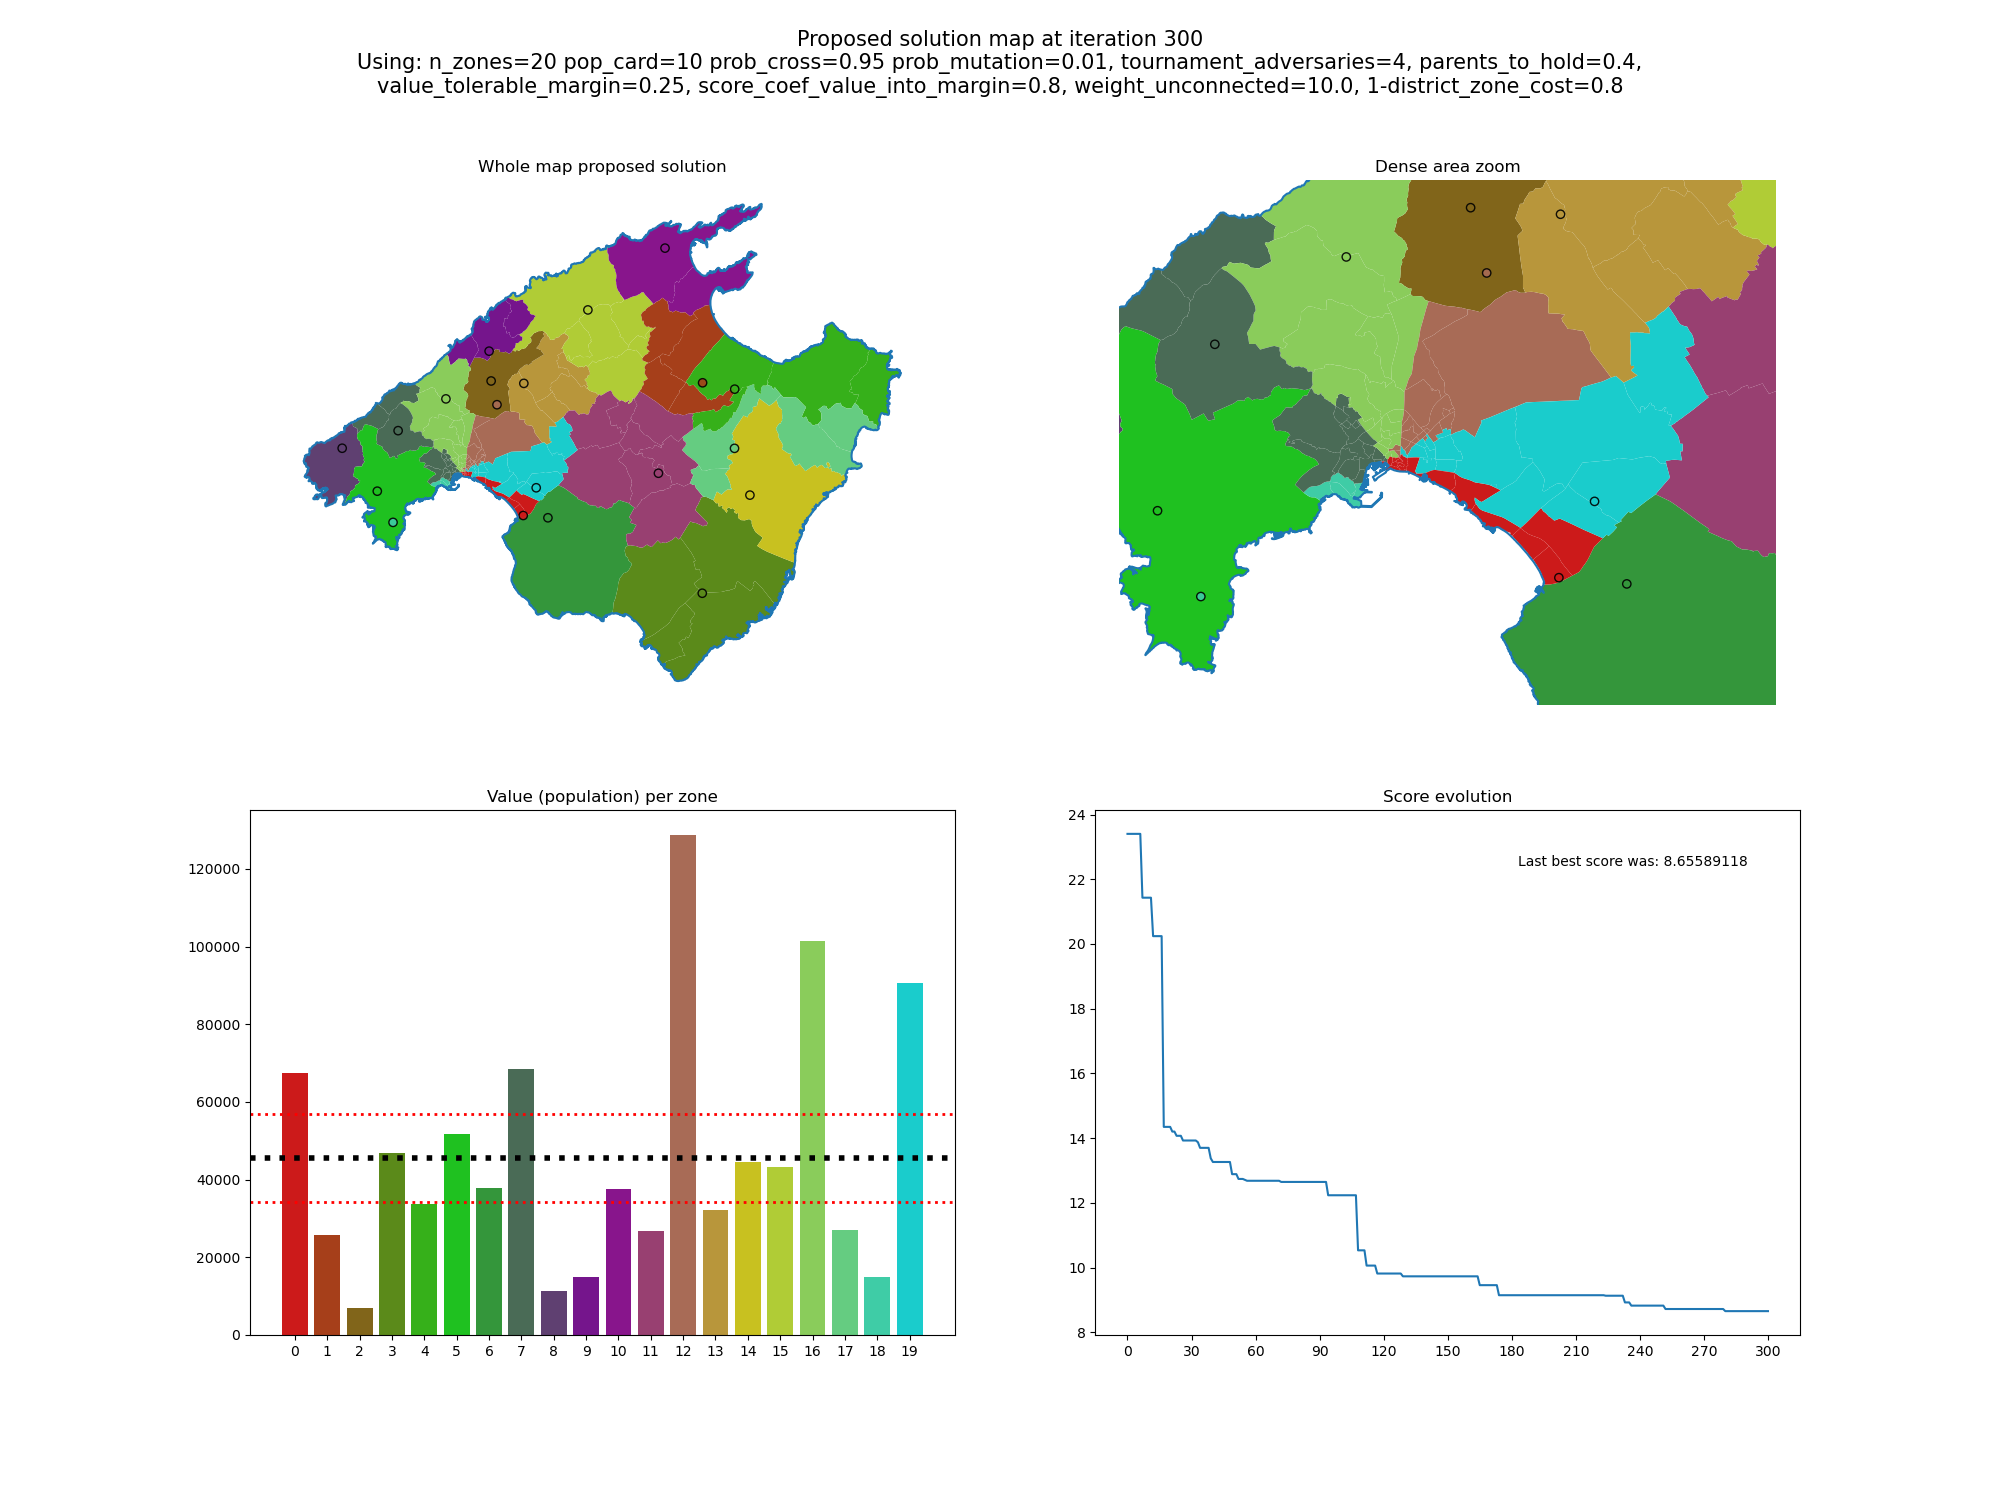 Proposed solution map at iteration 300
Using: n_zones=20 pop_card=10 prob_cross=0.95 prob_mutation=0.01, tournament_adversaries=4, parents_to_hold=0.4,
value_tolerable_margin=0.25, score_coef_value_into_margin=0.8, weight_unconnected=10.0, 1-district_zone_cost=0.8
Whole map proposed solution
Dense area zoom
Value (population) per zone
120000
100000
80000
60000
40000
20000
0
0 1 2 3 4 5 6 7 8 9 10 11 12 13 14 15 16 17 18 19
Score evolution
Last best score was: 8.65589118
24
22
20
18
16
14
12
10
8
0 30 60 90 120 150 180 210 240 270 300